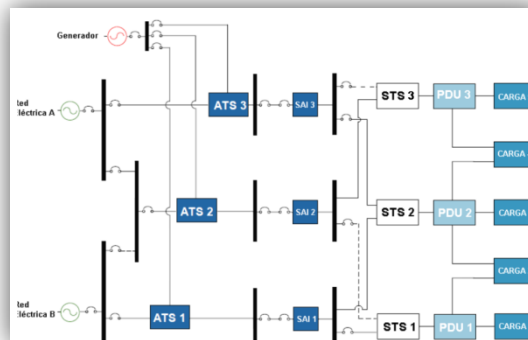 Generador
ATS 3
SAI 3
STS 3
PDU 3
CARGA
Red
Eléctrica A
CARGA
ATS 2
SAI 2
STS 2
PDU 2
CARGA
CARGA
Red
Eléctrica B
ATS 1
SAI 1
STS 1
PDU 1
CARGA